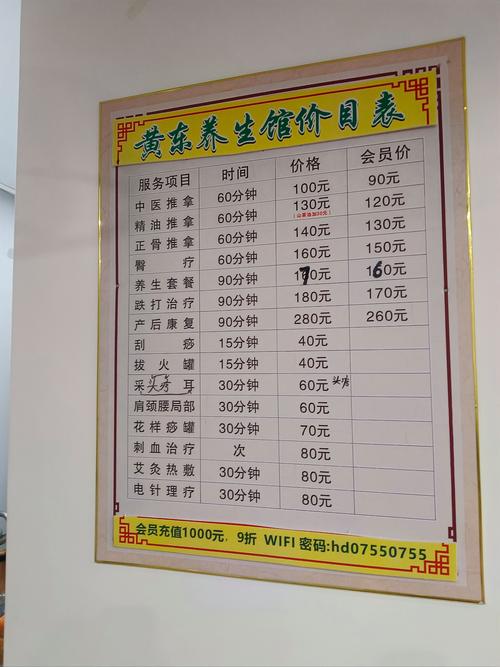 黄东养生馆价目表
服务项目 时间 价格 会员价
中医推拿 60分钟 100元 90元
精油推拿 60分钟 130元 120元
(山茶油加30元)
正骨推拿 60分钟 140元 130元
臀疗 60分钟 160元 150元
养生套餐 90分钟 170元 160元
跌打治疗 90分钟 180元 170元
产后康复 90分钟 280元 260元
刮痧 15分钟 40元
拔火罐 15分钟 40元
采头疗耳 30分钟 60元 头疗
肩颈腰局部 30分钟 60元
花样痧罐 30分钟 70元
刺血治疗 次 80元
艾灸热敷 30分钟 80元
电针理疗 30分钟 80元
会员充值1000元，9折 WIFI 密码:hd07550755